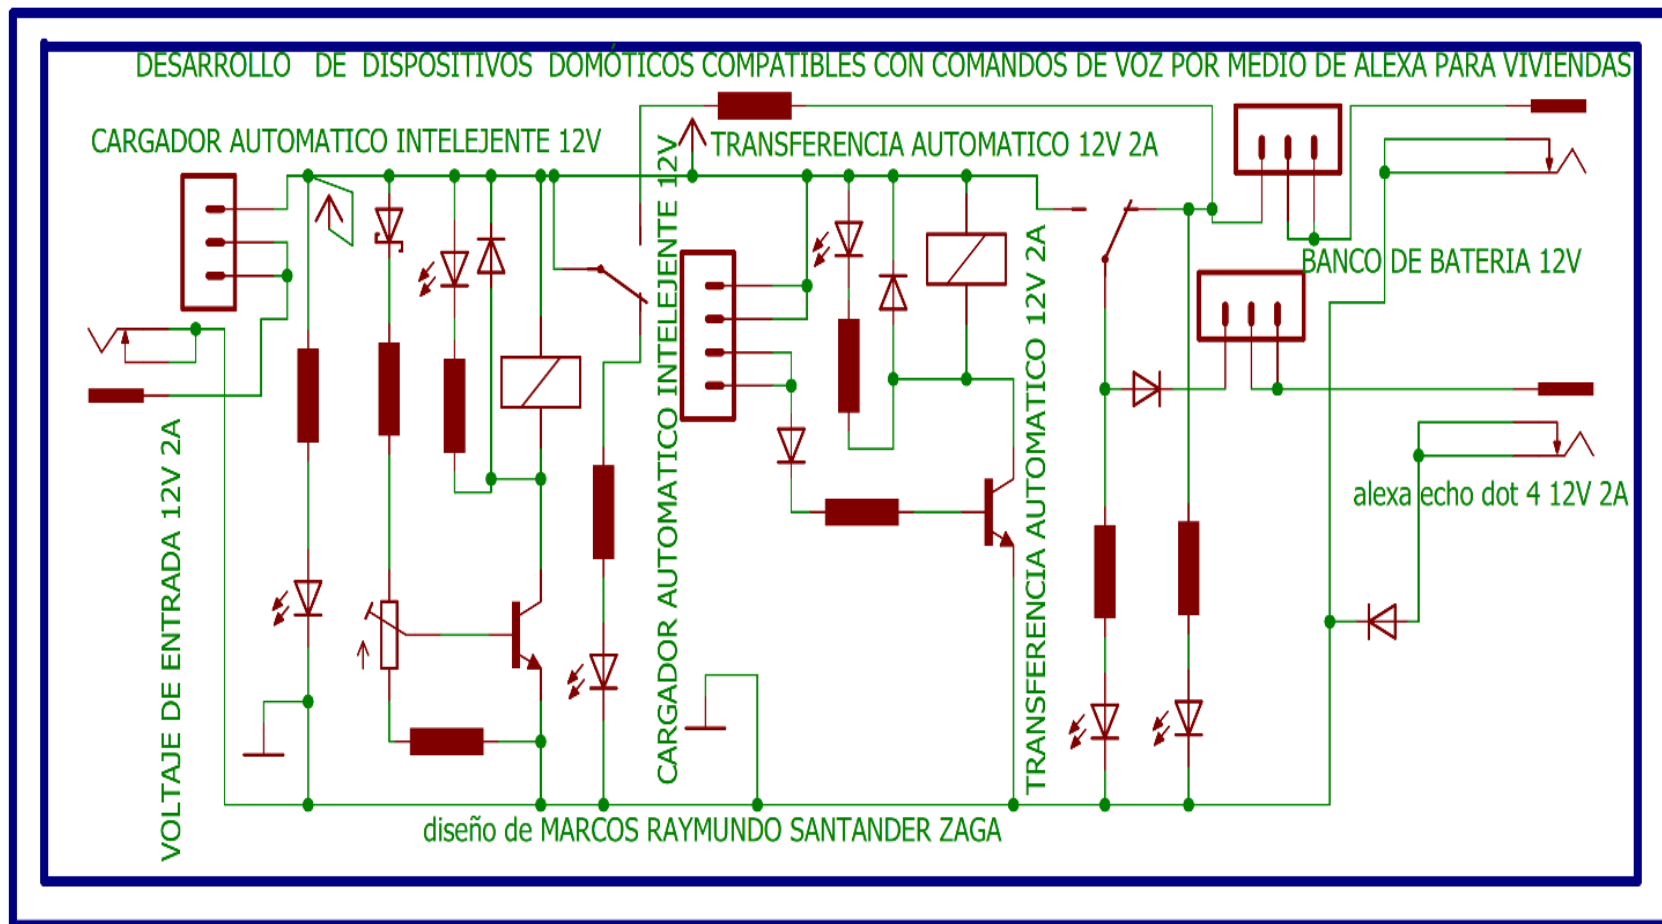 DESARROLLO DE DISPOSITIVOS DOMÓTICOS COMPATIBLES CON COMANDOS DE VOZ POR MEDIO DE ALEXA PARA VIVIENDAS
CARGADOR AUTOMATICO INTELEJENTE 12V
TRANSFERENCIA AUTOMATICO 12V 2A
VOLTAJE DE ENTRADA 12V 2A
CARGADOR AUTOMATICO INTELEJENTE 12V
TRANSFERENCIA AUTOMATICO 12V 2A
BANCO DE BATERIA 12V
alexa echo dot 4 12V 2A
diseño de MARCOS RAYMUNDO SANTANDER ZAGA